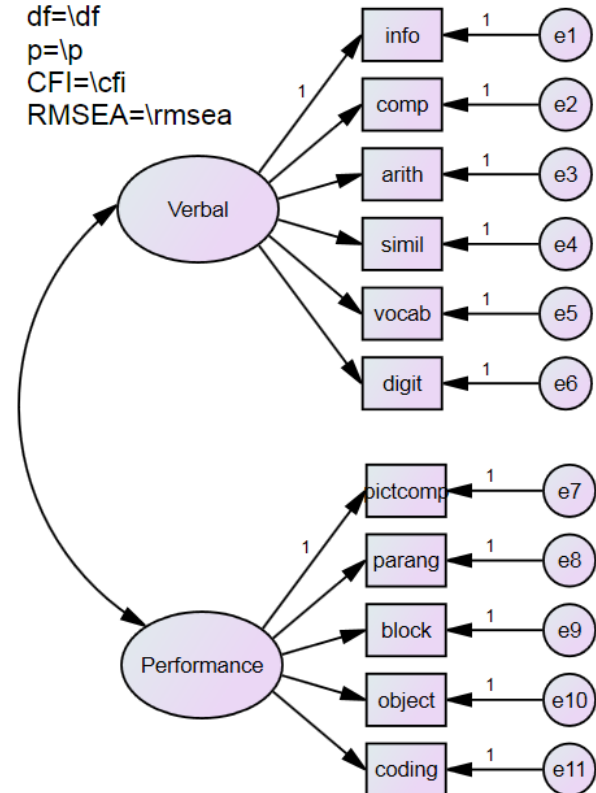 df=\df
p=\p
CFI=\cfi
RMSEA=\rmsea
info
1
e1
1
comp
1
e2
arith
1
e3
Verbal
simil
1
e4
vocab
1
e5
digit
1
e6
pictcomp
1
e7
1
parang
1
e8
block
1
e9
Performance
object
1
e10
coding
1
e11